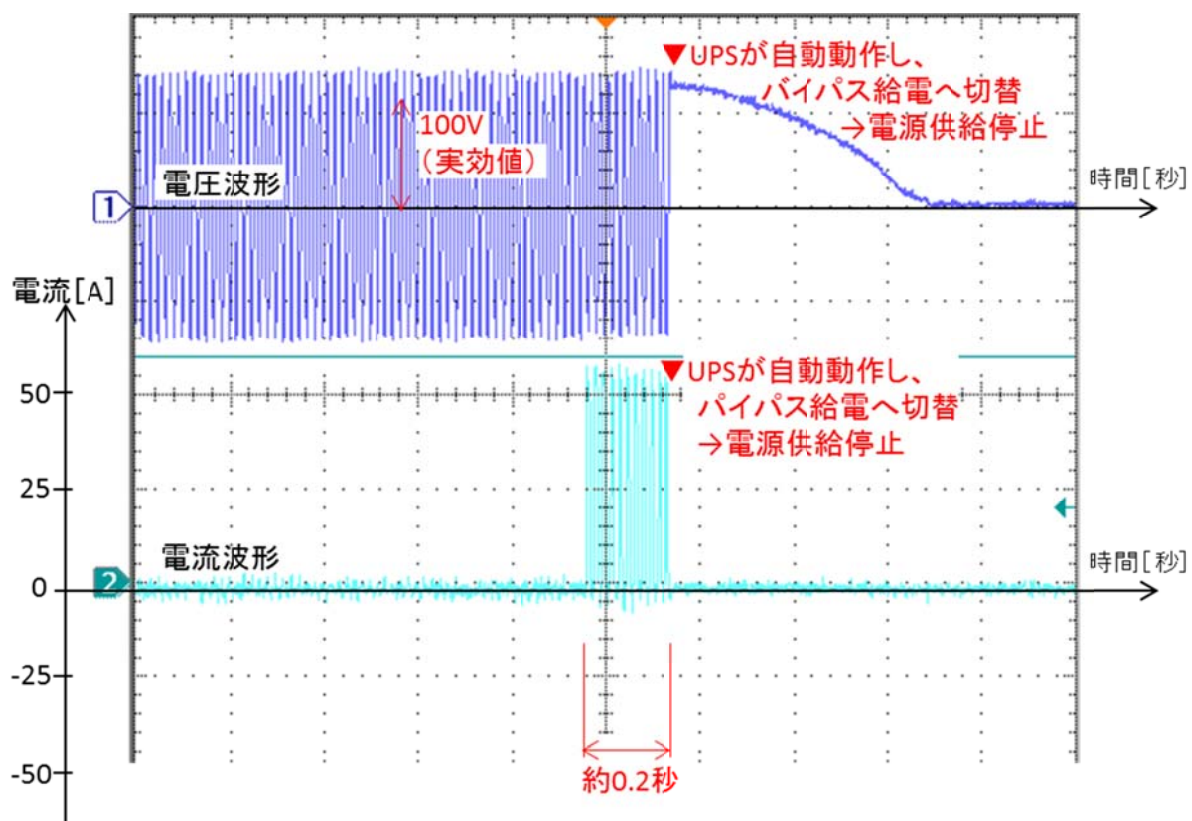 ▼UPSが自動動作し、
バイパス給電へ切替
→電源供給停止
100V
(実効値)
電圧波形
時間[秒]
1
電流[A]
▼UPSが自動動作し、
パイパス給電へ切替
→電源供給停止
50
25
電流波形
時間[秒]
2
0
-25
-50
約0.2秒